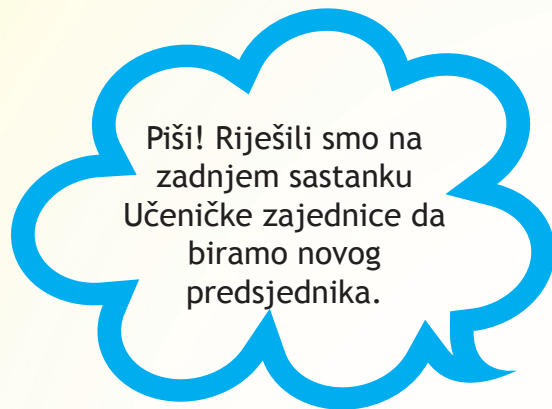 Piši! Riješili smo na
zadnjem sastanku
Učeničke zajednice da
biramo novog
predsjednika.